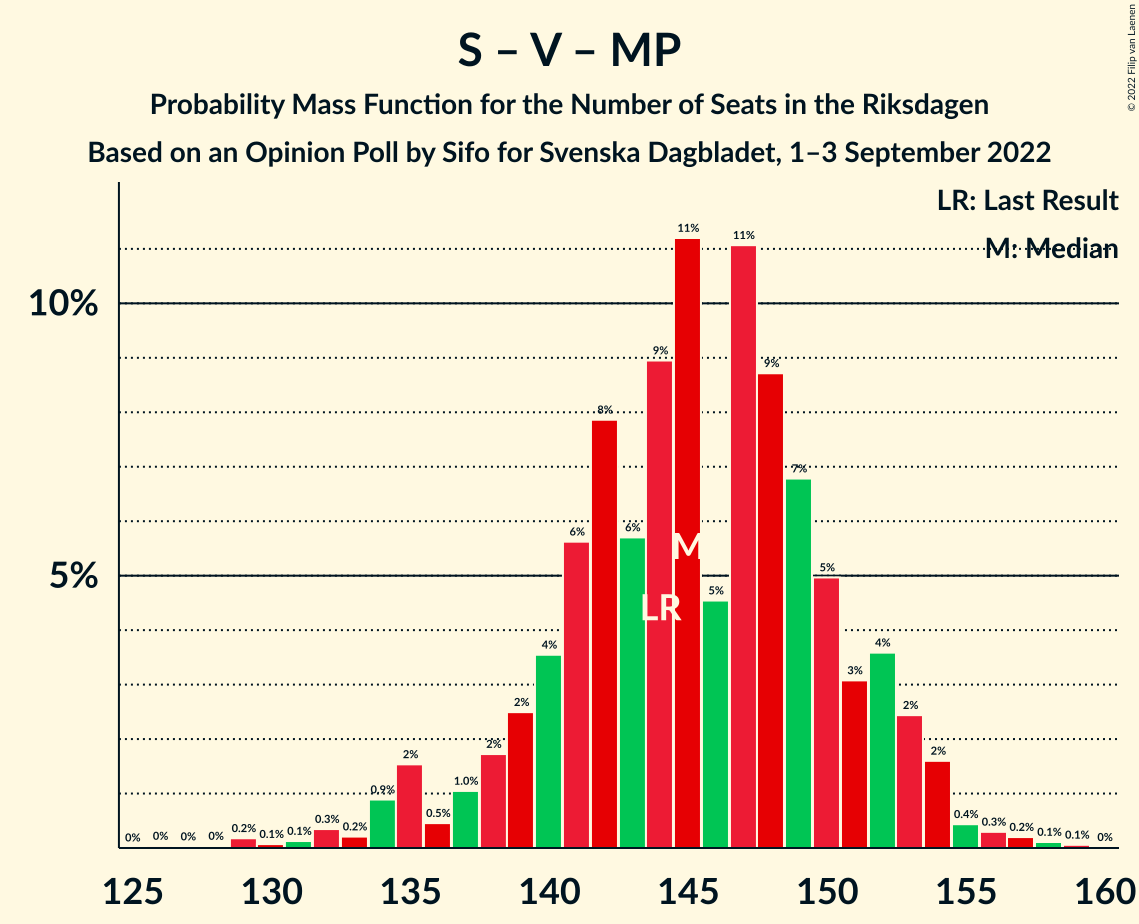 S – V – MP
Probability Mass Function for the Number of Seats in the Riksdagen
Based on an Opinion Poll by Sifo for Svenska Dagbladet, 1–3 September 2022
© 2022 Filip van Laenen
LR: Last Result
M: Median
10%
5%
0% 0% 0% 0% 0.2% 0.1% 0.1% 0.3% 0.2% 0.9% 2% 0.5% 1.0% 2% 2% 4% 6% 8% 6% 9% 11% 5% 11% 9% 7% 5% 3% 4% 2% 2% 0.4% 0.3% 0.2% 0.1% 0.1% 0%
M
LR
125 130 135 140 145 150 155 160